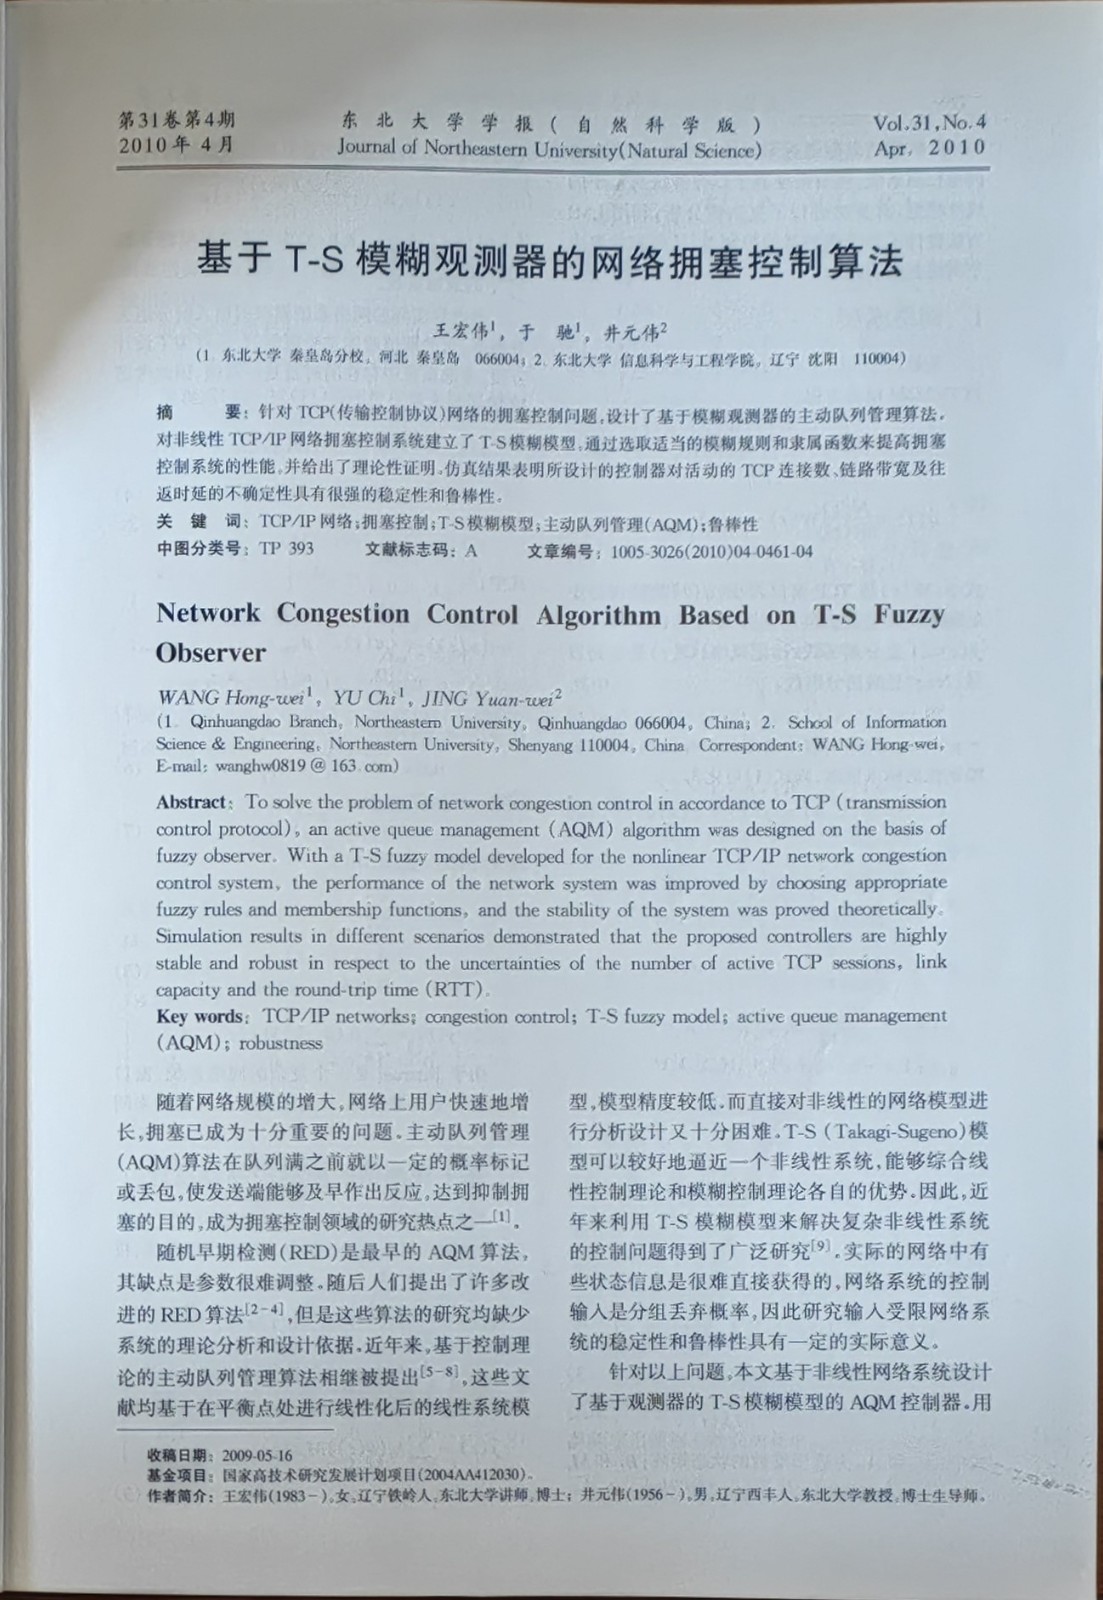 第31卷第4期
2010年 4月
东 北 大 学 学 报 ( 自 然 科 学 版 )
Journal of Northeastern University(Natural Science)
Vol.31,No.4
Apr. 2010
基于 T-S 模糊观测器的网络拥塞控制算法
王宏伟¹, 于 驰¹, 井元伟²
(1. 东北大学 秦皇岛分校, 河北 秦皇岛 066004; 2. 东北大学 信息科学与工程学院, 辽宁 沈阳 110004)
摘 要: 针对 TCP(传输控制协议)网络的拥塞控制问题,设计了基于模糊观测器的主动队列管理算法.
对非线性 TCP/IP 网络拥塞控制系统建立了 T-S 模糊模型,通过选取适当的模糊规则和隶属函数来提高拥塞
控制系统的性能,并给出了理论性证明.仿真结果表明所设计的控制器对活动的 TCP 连接数、链路带宽及往
返时延的不确定性具有很强的稳定性和鲁棒性。
关 键 词: TCP/IP 网络;拥塞控制;T-S 模糊模型;主动队列管理(AQM);鲁棒性
中图分类号: TP 393 文献标志码: A 文章编号: 1005-3026(2010)04-0461-04
Network Congestion Control Algorithm Based on T-S Fuzzy
Observer
WANG Hong-wei¹, YU Chi¹, JING Yuan-wei²
(1. Qinhuangdao Branch, Northeastern University, Qinhuangdao 066004, China; 2. School of Information
Science & Engineering, Northeastern University, Shenyang 110004, China. Correspondent: WANG Hong-wei,
E-mail: wanghw0819 @ 163. com)
Abstract: To solve the problem of network congestion control in accordance to TCP (transmission
control protocol), an active queue management (AQM) algorithm was designed on the basis of
fuzzy observer. With a T-S fuzzy model developed for the nonlinear TCP/IP network congestion
control system, the performance of the network system was improved by choosing appropriate
fuzzy rules and membership functions, and the stability of the system was proved theoretically.
Simulation results in different scenarios demonstrated that the proposed controllers are highly
stable and robust in respect to the uncertainties of the number of active TCP sessions, link
capacity and the round-trip time (RTT).
Key words: TCP/IP networks; congestion control; T-S fuzzy model; active queue management
(AQM); robustness
随着网络规模的增大,网络上用户快速地增
长,拥塞已成为十分重要的问题.主动队列管理
(AQM)算法在队列满之前就以一定的概率标记
或丢包,使发送端能够及早作出反应,达到抑制拥
塞的目的,成为拥塞控制领域的研究热点之一[1].
随机早期检测(RED)是最早的 AQM 算法,
其缺点是参数很难调整.随后人们提出了许多改
进的 RED 算法[2-4],但是这些算法的研究均缺少
系统的理论分析和设计依据.近年来,基于控制理
论的主动队列管理算法相继被提出[5-8],这些文
献均基于在平衡点处进行线性化后的线性系统模
型,模型精度较低.而直接对非线性的网络模型进
行分析设计又十分困难.T-S (Takagi-Sugeno)模
型可以较好地逼近一个非线性系统,能够综合线
性控制理论和模糊控制理论各自的优势.因此,近
年来利用 T-S 模糊模型来解决复杂非线性系统
的控制问题得到了广泛研究[9].实际的网络中有
些状态信息是很难直接获得的,网络系统的控制
输入是分组丢弃概率,因此研究输入受限网络系
统的稳定性和鲁棒性具有一定的实际意义。
针对以上问题,本文基于非线性网络系统设计
了基于观测器的 T-S 模糊模型的 AQM 控制器.用
收稿日期: 2009-05-16
基金项目: 国家高技术研究发展计划项目(2004AA412030).
作者简介: 王宏伟(1983-),女,辽宁铁岭人,东北大学讲师,博士; 井元伟(1956-),男,辽宁西丰人,东北大学教授,博士生导师.